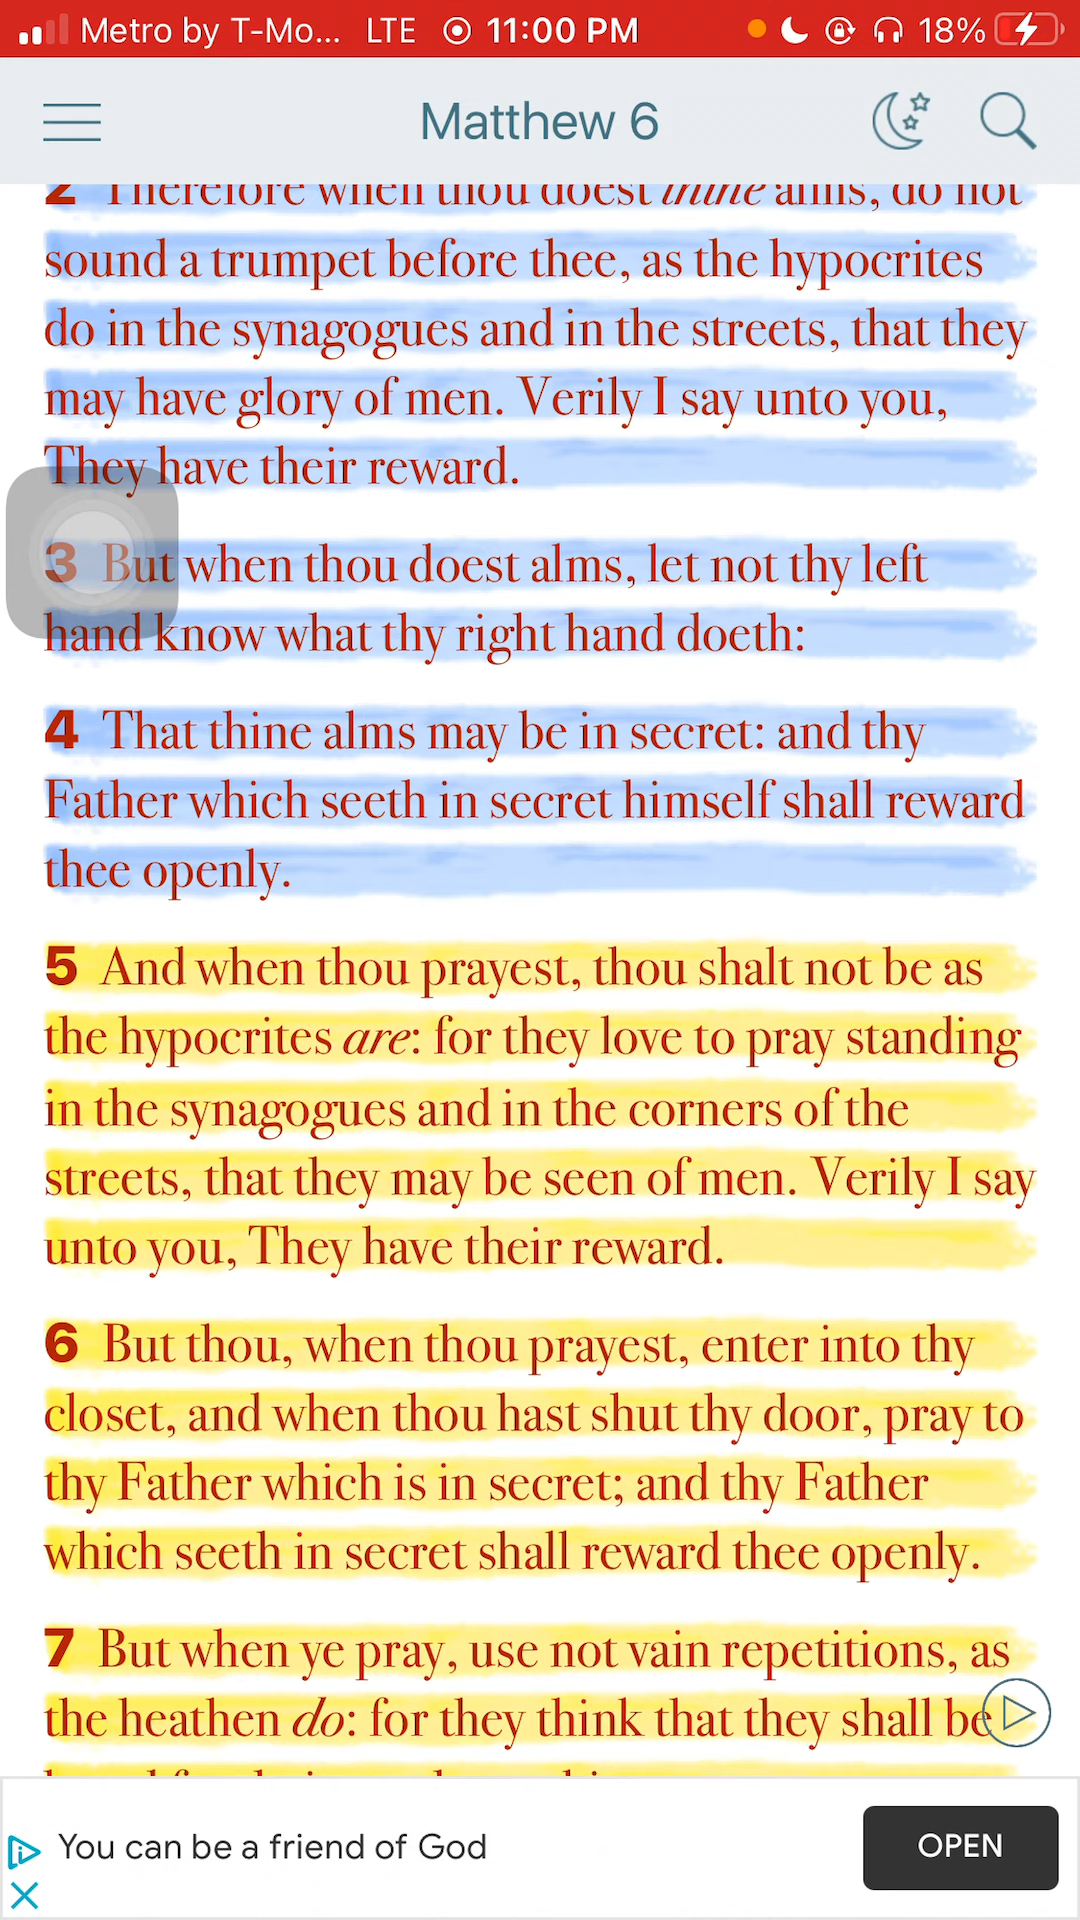 Metro by T-Mo... LTE 11:00 PM 18%
Matthew 6
2 Therefore when thou doest thine alms, do not
sound a trumpet before thee, as the hypocrites
do in the synagogues and in the streets, that they
may have glory of men. Verily I say unto you,
They have their reward.
3 But when thou doest alms, let not thy left
hand know what thy right hand doeth:
4 That thine alms may be in secret: and thy
Father which seeth in secret himself shall reward
thee openly.
5 And when thou prayest, thou shalt not be as
the hypocrites are: for they love to pray standing
in the synagogues and in the corners of the
streets, that they may be seen of men. Verily I say
unto you, They have their reward.
6 But thou, when thou prayest, enter into thy
closet, and when thou hast shut thy door, pray to
thy Father which is in secret; and thy Father
which seeth in secret shall reward thee openly.
7 But when ye pray, use not vain repetitions, as
the heathen do: for they think that they shall be
You can be a friend of God
OPEN